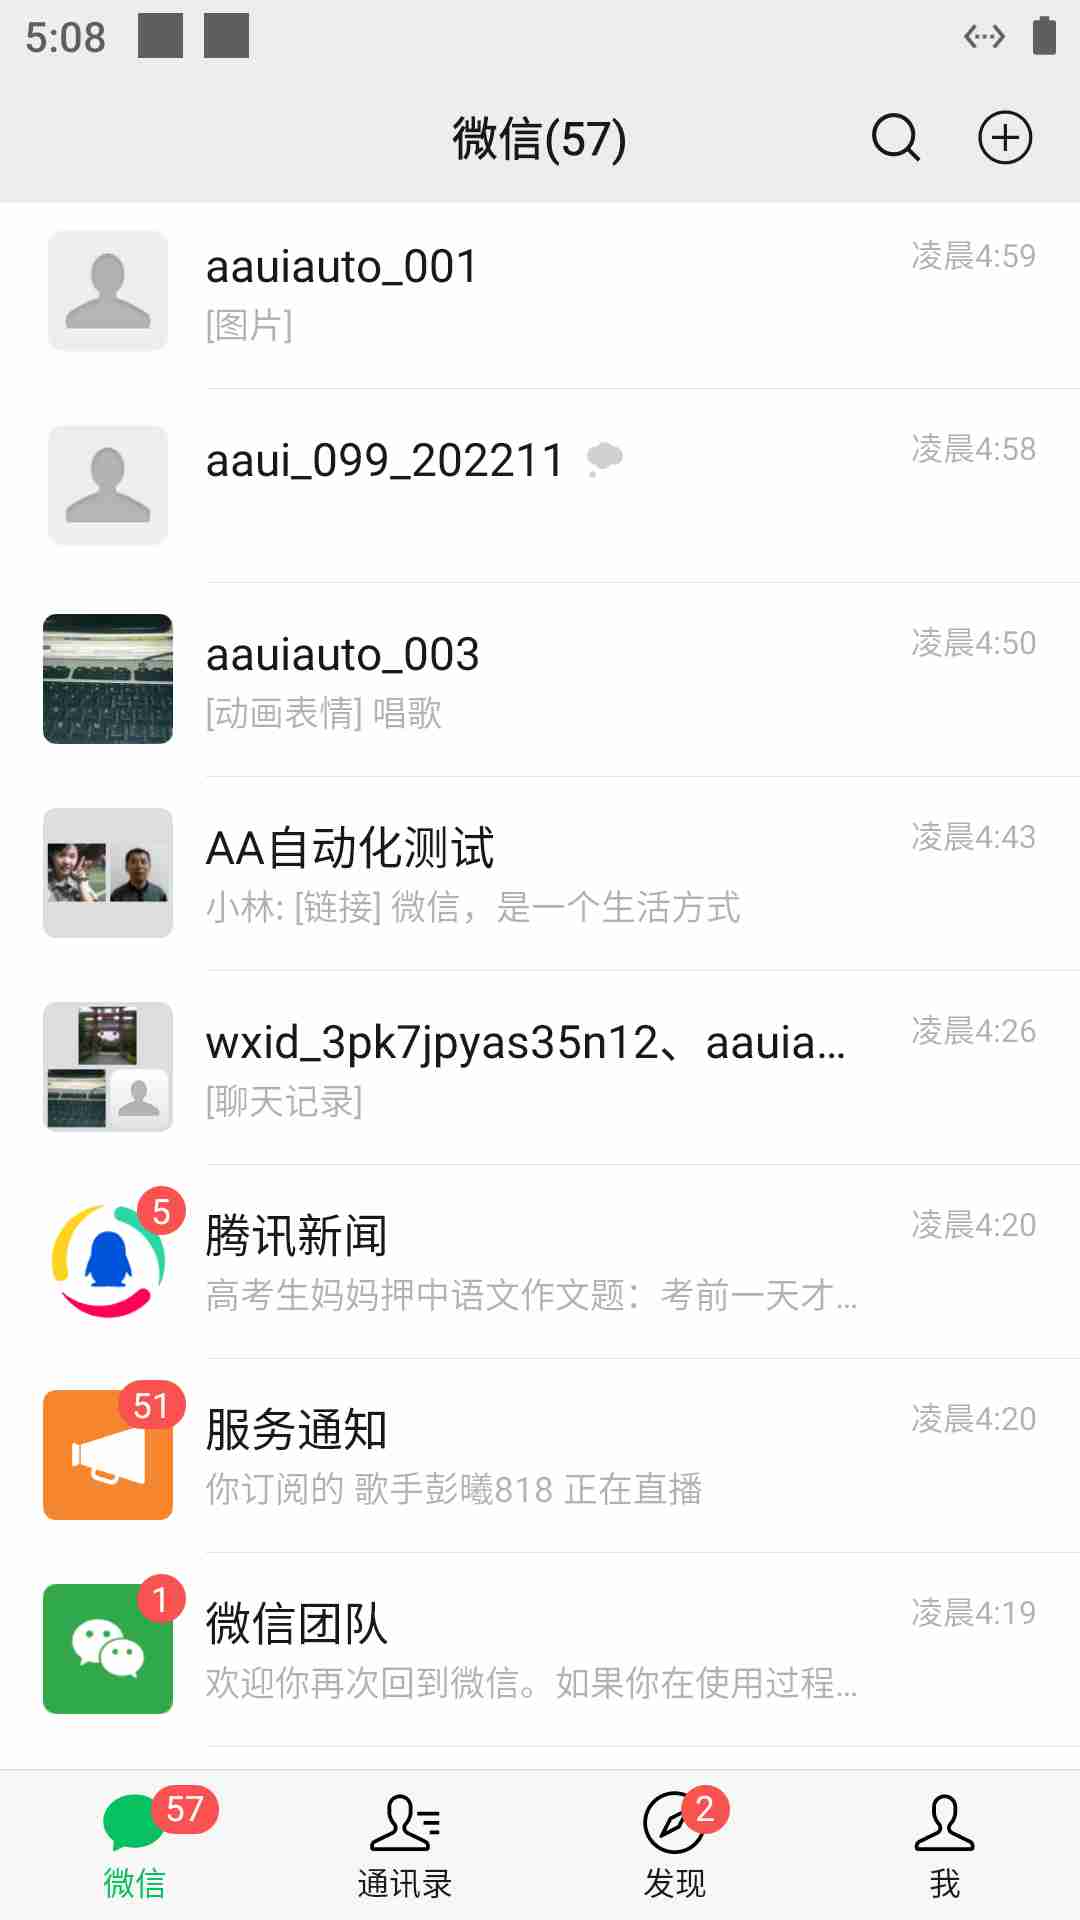 5:08
微信(57)
aauiauto_001
凌晨4:59
[图片]
aaui_099_202211
凌晨4:58
aauiauto_003
凌晨4:50
[动画表情] 唱歌
AA自动化测试
凌晨4:43
小林: [链接] 微信，是一个生活方式
wxid_3pk7jpyas35n12、aauia...
凌晨4:26
[聊天记录]
5
腾讯新闻
凌晨4:20
高考生妈妈押中语文作文题：考前一天才...
51
服务通知
凌晨4:20
你订阅的 歌手彭曦818 正在直播
1
微信团队
凌晨4:19
欢迎你再次回到微信。如果你在使用过程...
57
2
微信
通讯录
发现
我